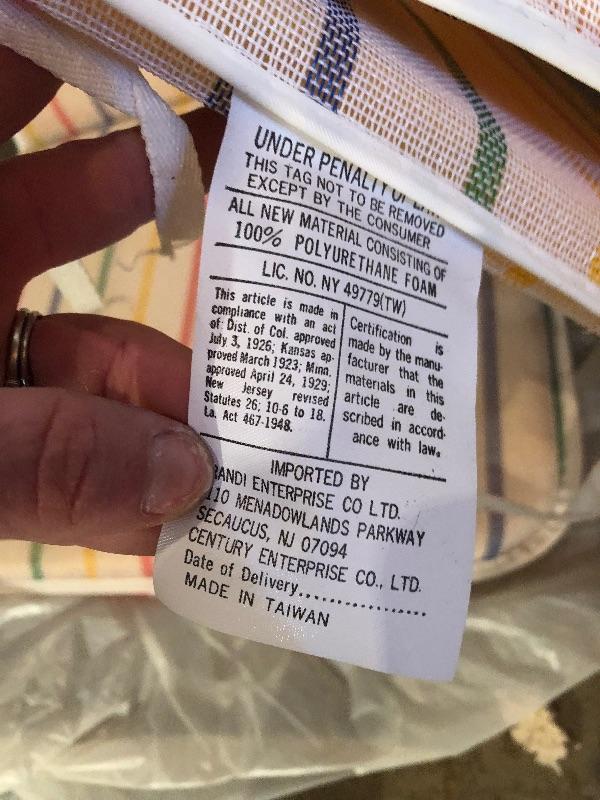 UNDER PENALTY OF
THIS TAG NOT TO BE REMOVED
EXCEPT BY THE CONSUMER
ALL NEW MATERIAL CONSISTING OF
100% POLYURETHANE FOAM
LIC. NO. NY 49779(TW)
This article is made in
compliance with an act
of: Dist. of Col. approved
July 3, 1926; Kansas ap-
proved March 1923; Minn.
approved April 24, 1929;
New Jersey revised
Statutes 26; 10-6 to 18.
La. Act 467-1948.
Certification is
made by the manu-
facturer that the
materials in this
article are de-
scribed in accord-
ance with law.
IMPORTED BY
RANDI ENTERPRISE CO LTD.
110 MENADOWLANDS PARKWAY
SECAUCUS, NJ 07094
CENTURY ENTERPRISE CO., LTD.
Date of Delivery..................
MADE IN TAIWAN